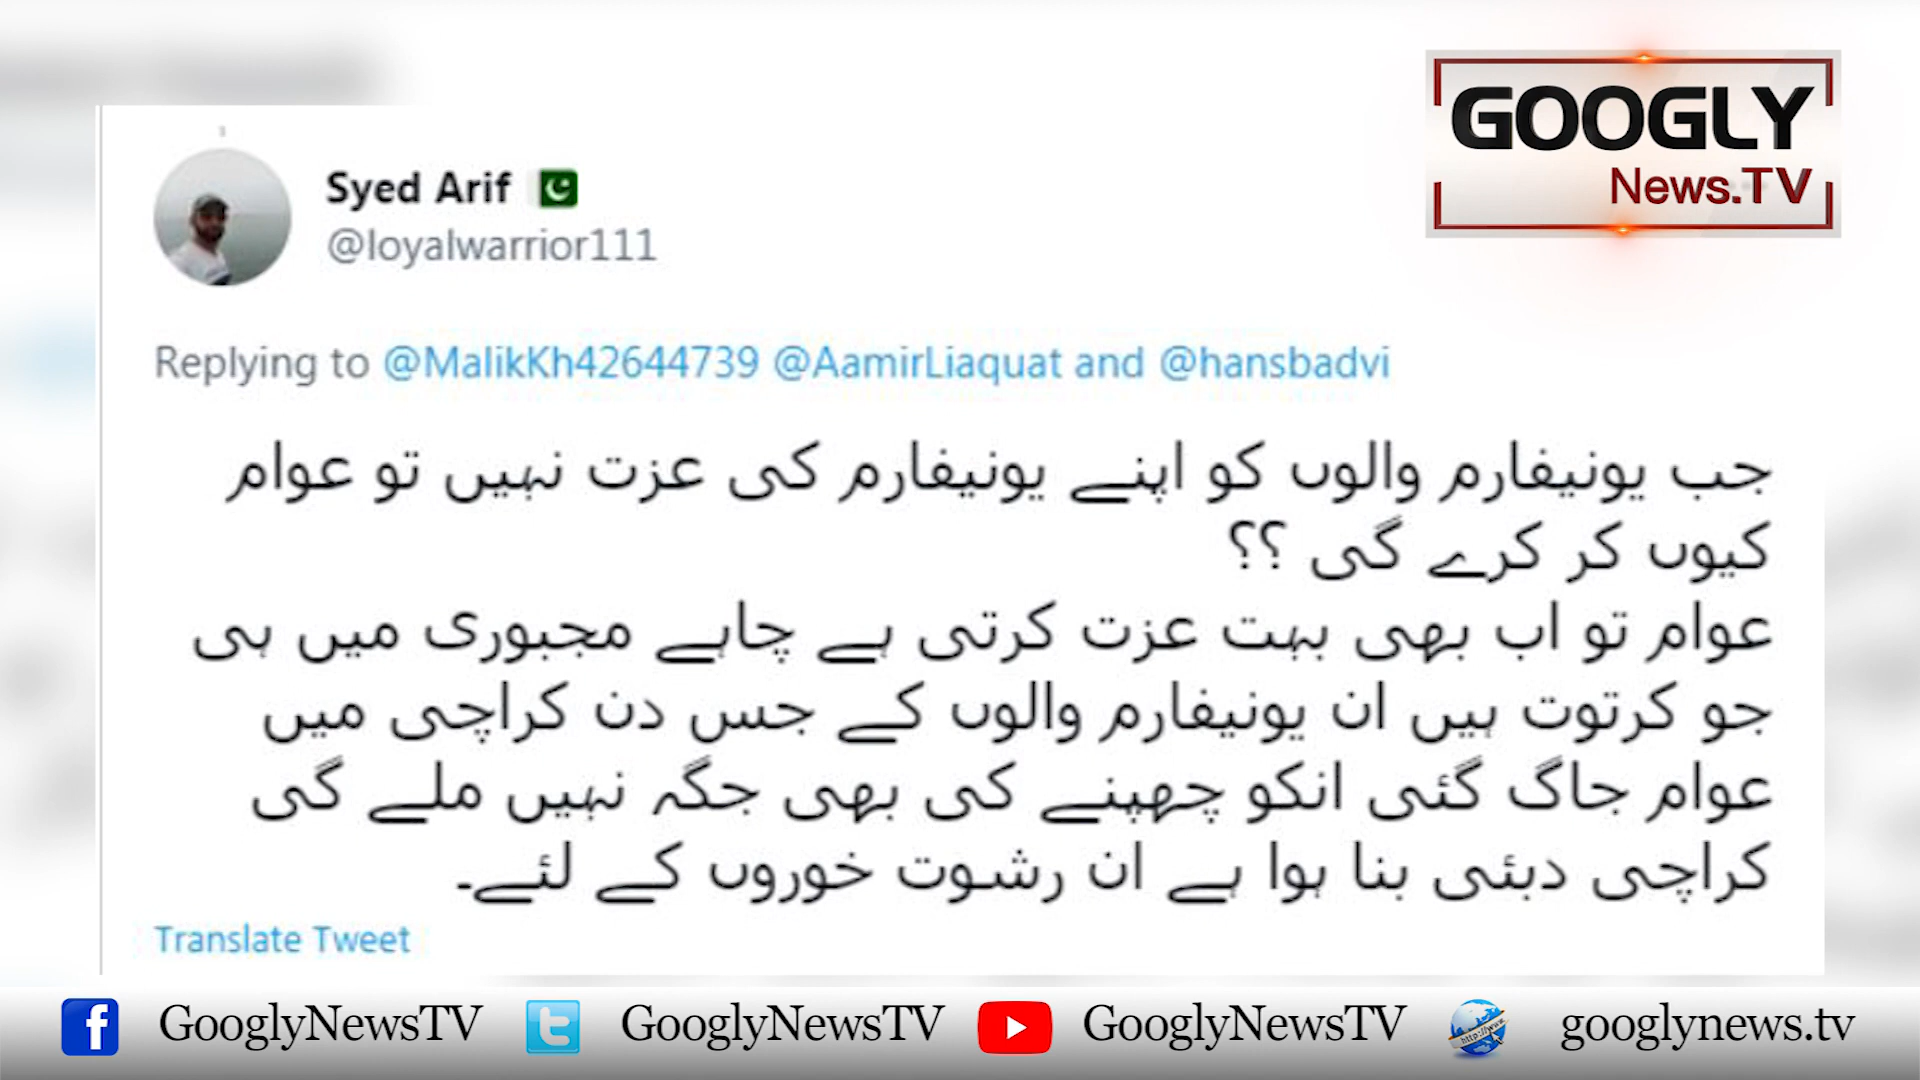 GOOGLY
News.TV
Syed Arif
@loyalwarrior111
Replying to @MalikKh42644739 @AamirLiaquat and @hansbadvi
جب یونیفارم والوں کو اپنے یونیفارم کی عزت نہیں تو عوام
کیوں کر کرے گی ؟؟
عوام تو اب بھی بہت عزت کرتی ہے چاہے مجبوری میں ہی
جو کرتوت ہیں ان یونیفارم والوں کے جس دن کراچی میں
عوام جاگ گئی انکو چھپنے کی بھی جگہ نہیں ملے گی
کراچی دبئی بنا ہوا ہے ان رشوت خوروں کے لئے۔
Translate Tweet
GooglyNewsTV GooglyNewsTV GooglyNewsTV googlynews.tv